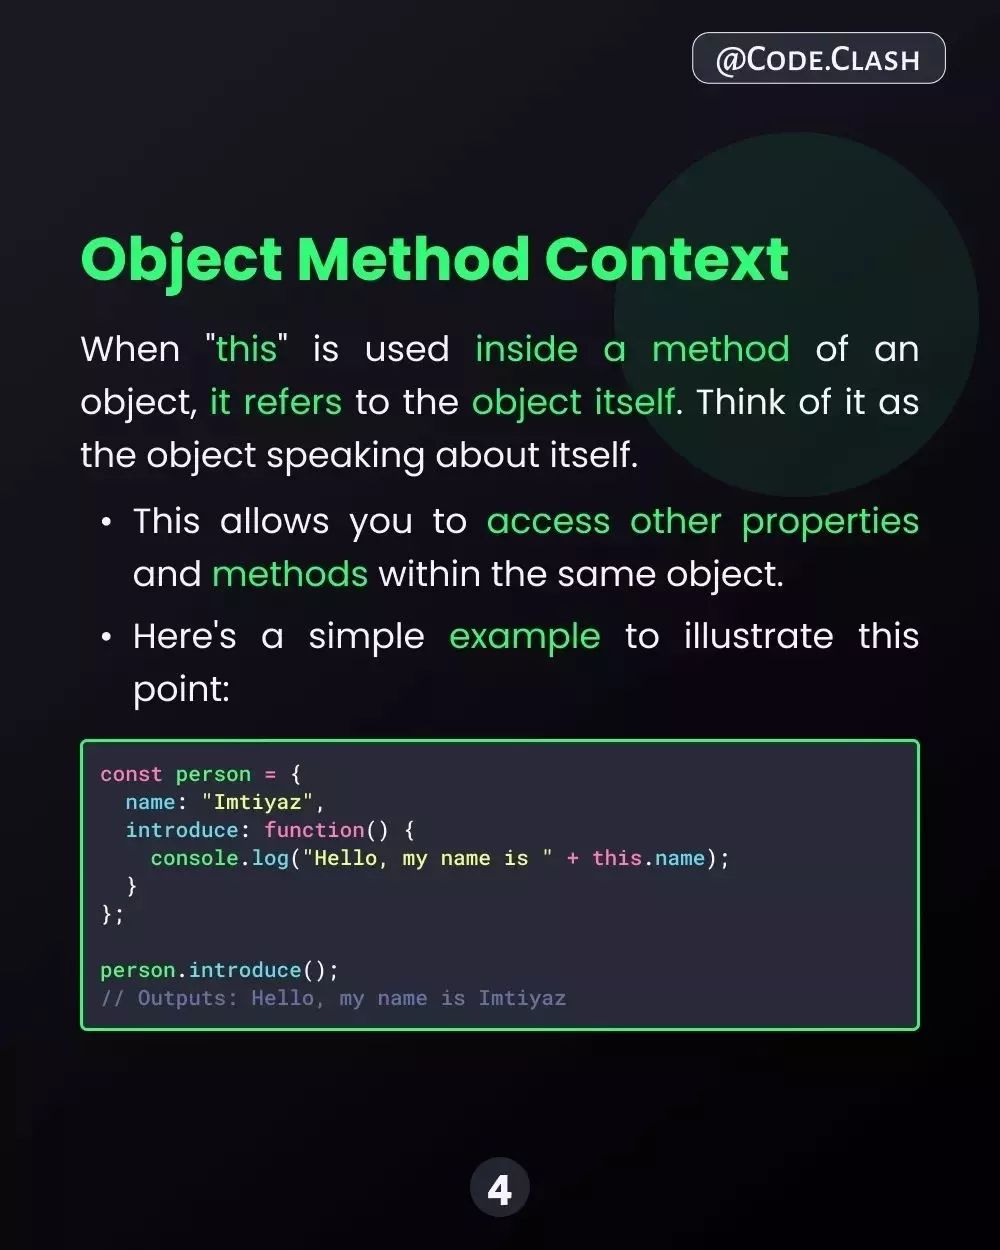 @Code.Clash
Object Method Context
When "this" is used inside a method of an
object, it refers to the object itself. Think of it as
the object speaking about itself.
• This allows you to access other properties
and methods within the same object.
• Here's a simple example to illustrate this
point:
const person = {
  name: "Imtiyaz",
  introduce: function() {
    console.log("Hello, my name is " + this.name);
  }
};

person.introduce();
// Outputs: Hello, my name is Imtiyaz
4